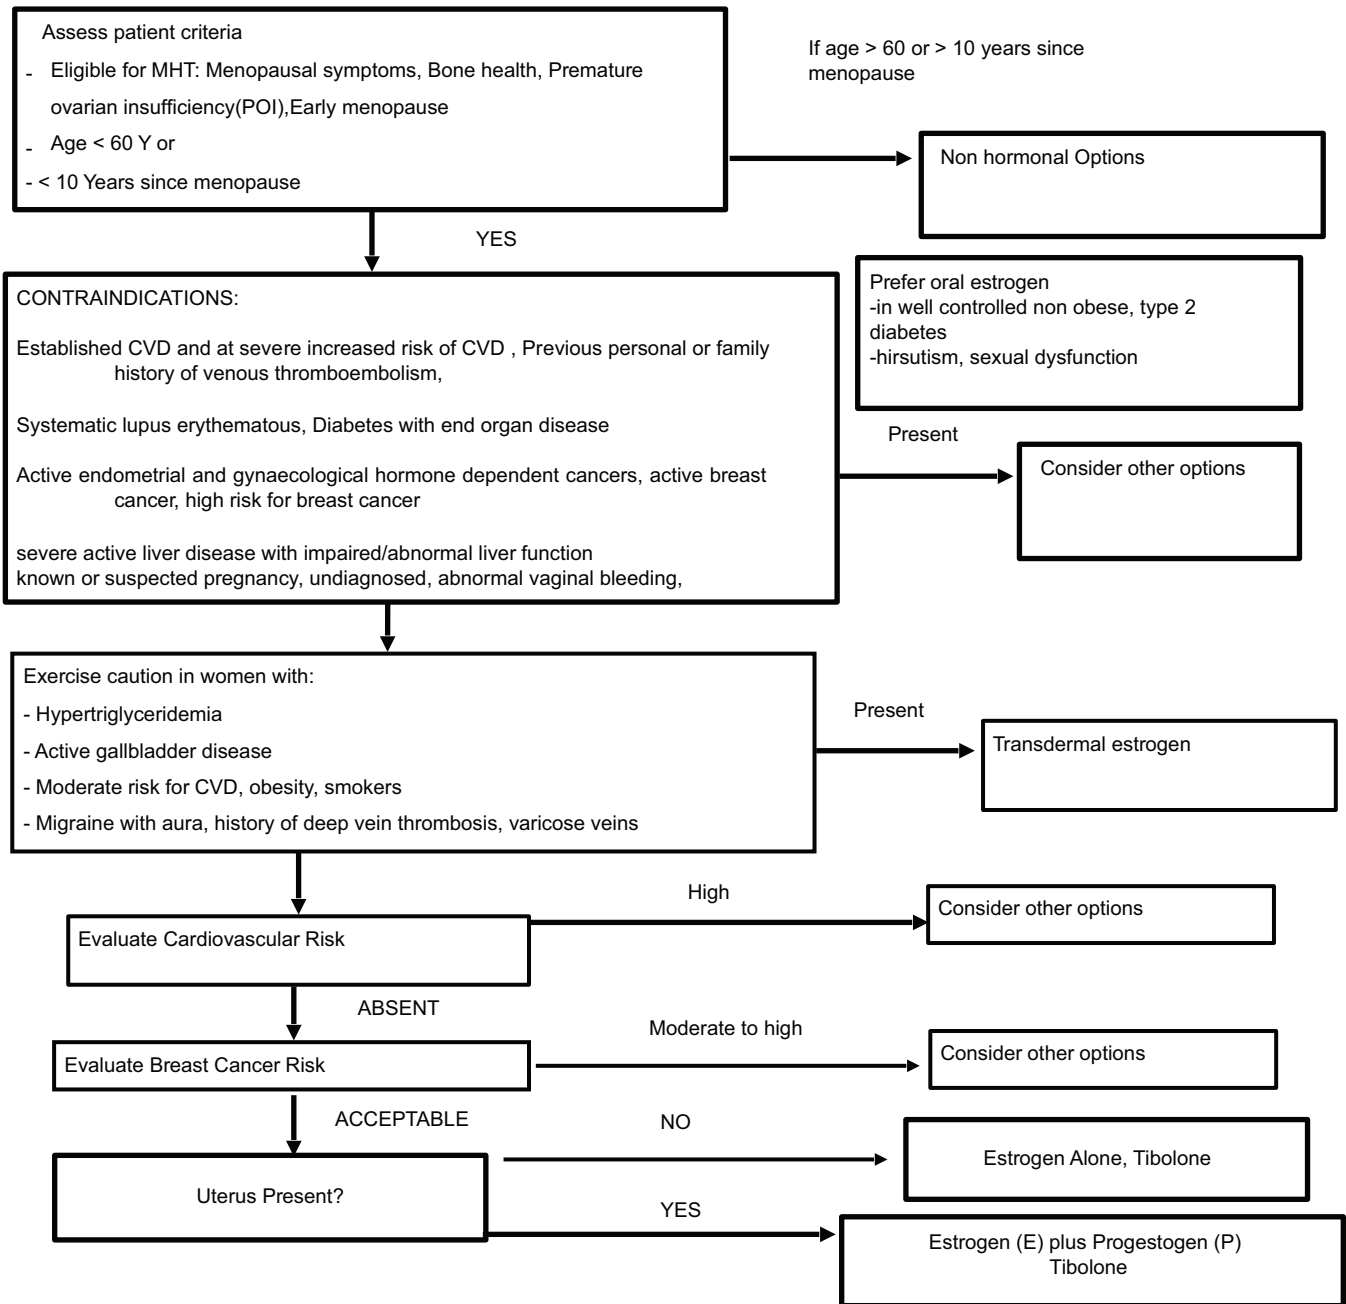 Assess patient criteria
- Eligible for MHT: Menopausal symptoms, Bone health, Premature
ovarian insufficiency(POI),Early menopause
- Age < 60 Y or
- < 10 Years since menopause
If age > 60 or > 10 years since
menopause
Non hormonal Options
YES
CONTRAINDICATIONS:
Established CVD and at severe increased risk of CVD , Previous personal or family
history of venous thromboembolism,
Systematic lupus erythematous, Diabetes with end organ disease
Active endometrial and gynaecological hormone dependent cancers, active breast
cancer, high risk for breast cancer
severe active liver disease with impaired/abnormal liver function
known or suspected pregnancy, undiagnosed, abnormal vaginal bleeding,
Prefer oral estrogen
-in well controlled non obese, type 2
diabetes
-hirsutism, sexual dysfunction
Present
Consider other options
Exercise caution in women with:
- Hypertriglyceridemia
- Active gallbladder disease
- Moderate risk for CVD, obesity, smokers
- Migraine with aura, history of deep vein thrombosis, varicose veins
Present
Transdermal estrogen
Evaluate Cardiovascular Risk
High
Consider other options
ABSENT
Evaluate Breast Cancer Risk
Moderate to high
Consider other options
ACCEPTABLE
Uterus Present?
NO
Estrogen Alone, Tibolone
YES
Estrogen (E) plus Progestogen (P)
Tibolone